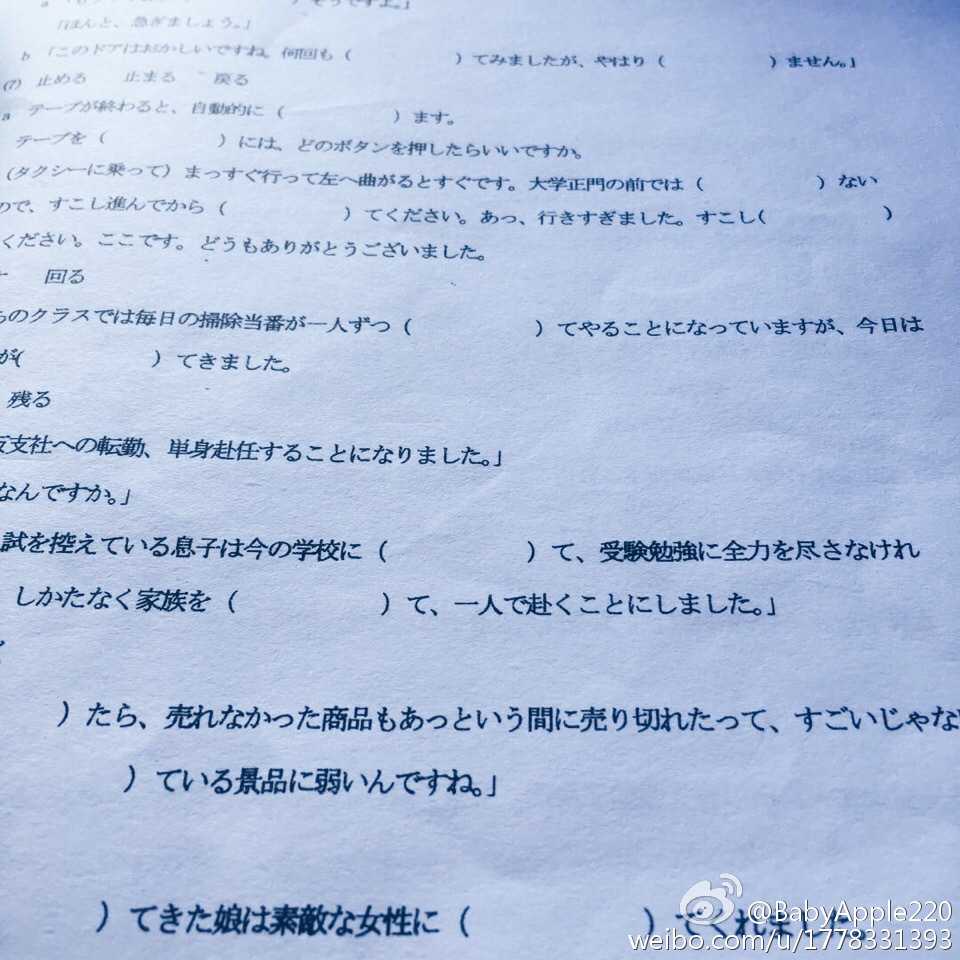 a そうですよ。」
「ほんと、急ぎましょう。」
b 「このドアはおかしいですね。何回も（　　　）てみましたが、やはり（　　　）ません。」
(7) 止める 止まる 戻る
a テープが終わると、自動的に（　　　）ます。
テープを（　　　）には、どのボタンを押したらいいですか。
(タクシーに乗って）まっすぐ行って左へ曲がるとすぐです。大学正門の前では（　　　）ない
ので、すこし進んでから（　　　）てください。あっ、行きすぎました。すこし(　　　）
ください。ここです。どうもありがとうございました。
回る
のクラスでは毎日の掃除当番が一人ずつ（　　　）てやることになっていますが、今日は
が(　　　）てきました。
残る
支社への転勤、単身赴任することになりました。」
なんですか。」
試を控えている息子は今の学校に（　　　）て、受験勉強に全力を尽さなけれ
しかたなく家族を（　　　）て、一人で赴くことにしました。」
）たら、売れなかった商品もあっという間に売り切れたって、すごいじゃな
）ている景品に弱いんですね。」
）てきた娘は素敵な女性に（　　　）てくれました。
@BabyApple220
weibo.com/u/1778331393